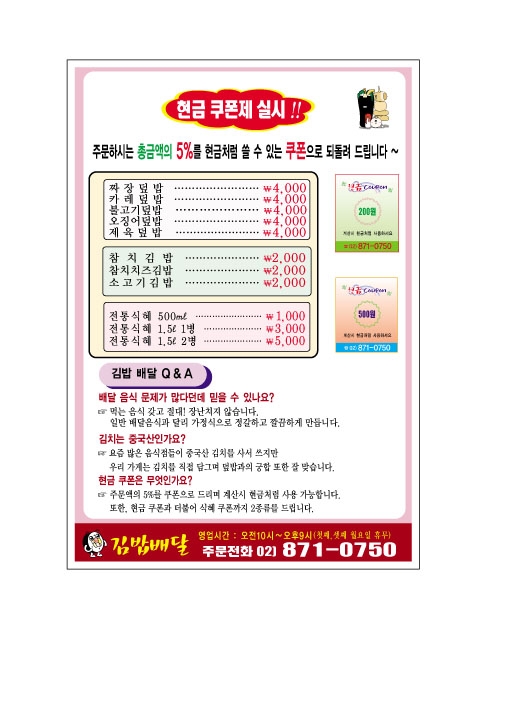 현금 쿠폰제 실시 !!
주문하시는 총금액의 5%를 현금처럼 쓸 수 있는 쿠폰으로 되돌려 드립니다 ~
짜 장 덮 밥 ₩4,000
카 레 덮 밥 ₩4,000
불고기덮밥 ₩4,000
오징어덮밥 ₩4,000
제 육 덮 밥 ₩4,000
참 치 김 밥 ₩2,000
참치치즈김밥 ₩2,000
소고기김밥 ₩2,000
전통식혜 500㎖ ₩1,000
전통식혜 1.5ℓ 1병 ₩3,000
전통식혜 1.5ℓ 2병 ₩5,000
현금 Coupon
200원
계산시 현금처럼 사용하세요
☎ 02) 871-0750
현금 Coupon
500원
계산시 현금처럼 사용하세요
☎ 02) 871-0750
김밥 배달 Q & A
배달 음식 문제가 많다던데 믿을 수 있나요?
☞ 먹는 음식 갖고 절대! 장난치지 않습니다.
일반 배달음식과 달리 가정식으로 정갈하고 깔끔하게 만듭니다.
김치는 중국산인가요?
☞ 요즘 많은 음식점들이 중국산 김치를 사서 쓰지만
우리 가게는 김치를 직접 담그며 덮밥과의 궁합 또한 잘 맞습니다.
현금 쿠폰은 무엇인가요?
☞ 주문액의 5%를 쿠폰으로 드리며 계산시 현금처럼 사용 가능합니다.
또한, 현금 쿠폰과 더불어 식혜 쿠폰까지 2종류를 드립니다.
김밥배달
영업시간 : 오전10시~오후9시(첫째,셋째 월요일 휴무)
주문전화 02) 871-0750